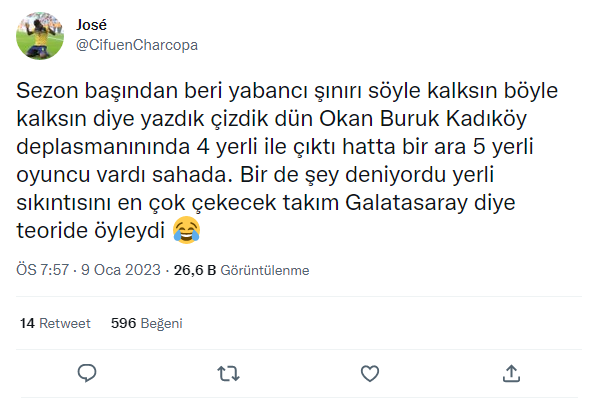 José
@CifuenCharcopa
Sezon başından beri yabancı şınırı söyle kalksın böyle
kalksın diye yazdık çizdik dün Okan Buruk Kadıköy
deplasmanınında 4 yerli ile çıktı hatta bir ara 5 yerli
oyuncu vardı sahada. Bir de şey deniyordu yerli
sıkıntısını en çok çekecek takım Galatasaray diye
teoride öyleydi 😂
ÖS 7:57 · 9 Oca 2023 · 26,6 B Görüntülenme
14 Retweet 596 Beğeni